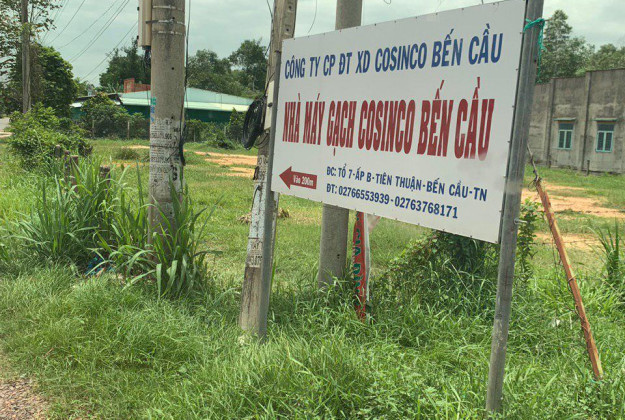 CÔNG TY CP ĐT XD COSINCO BẾN CẦU
NHÀ MÁY GẠCH COSINCO BẾN CẦU
Vào 200m
ĐC: TỔ 7-ẤP B-TIÊN THUẬN-BẾN CẦU-TN
ĐT: 02766553939-02763768171